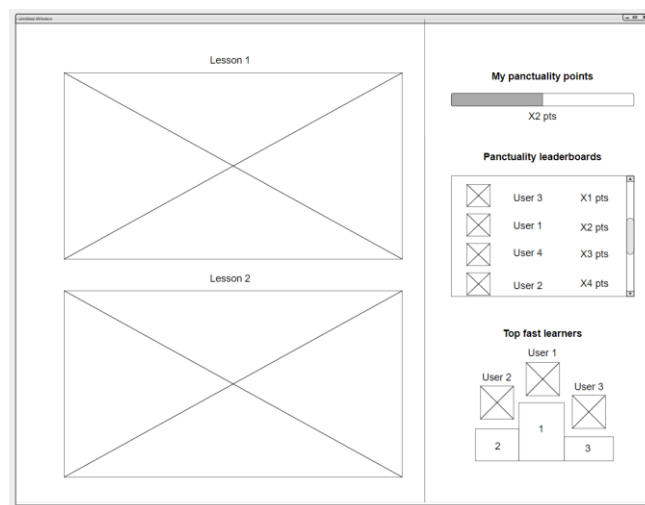 Untitled Window
Lesson 1
Lesson 2
My panctuality points
X2 pts
Panctuality leaderboards
User 3 X1 pts
User 1 X2 pts
User 4 X3 pts
User 2 X4 pts
Top fast learners
User 1
User 2
User 3
1
2
3